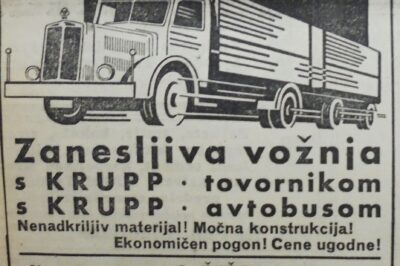 Zanesljiva vožnja
s KRUPP · tovornikom
s KRUPP · avtobusom
Nenadkriljiv materijal! Močna konstrukcija!
Ekonomičen pogon! Cene ugodne!